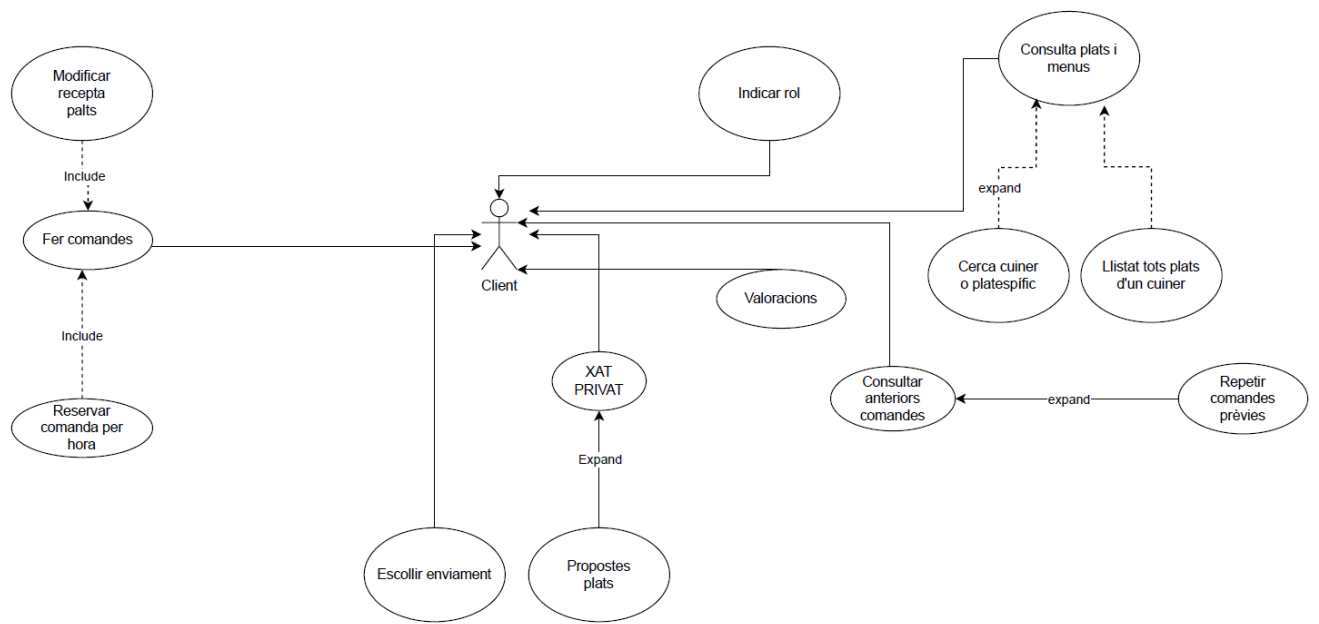 Modificar
recepta
palts
Include
Fer comandes
Include
Reservar
comanda per
hora
Indicar rol
Client
Valoracions
XAT
PRIVAT
Expand
Propostes
plats
Escollir enviament
Consulta plats i
menus
expand
Cerca cuiner
o platespífic
Llistat tots plats
d'un cuiner
Consultar
anteriors
comandes
expand
Repetir
comandes
prèvies